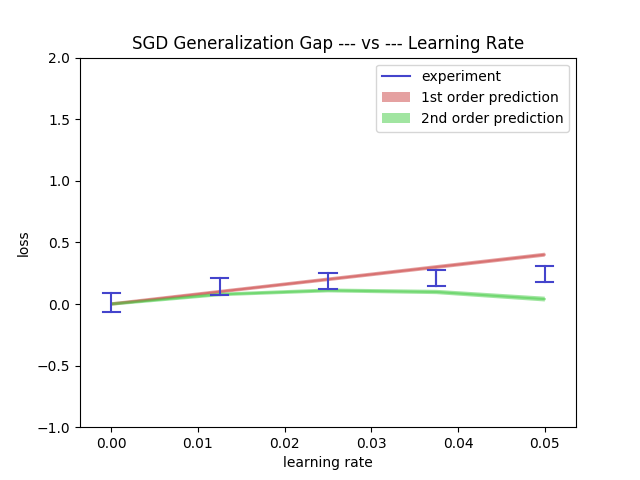 SGD Generalization Gap --- vs --- Learning Rate
experiment
1st order prediction
2nd order prediction
2.0
1.5
1.0
0.5
0.0
−0.5
−1.0
loss
0.00
0.01
0.02
0.03
0.04
0.05
learning rate